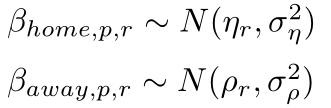 β_{home,p,r} ∼ N(η_r, σ_η^2)
β_{away,p,r} ∼ N(ρ_r, σ_ρ^2)